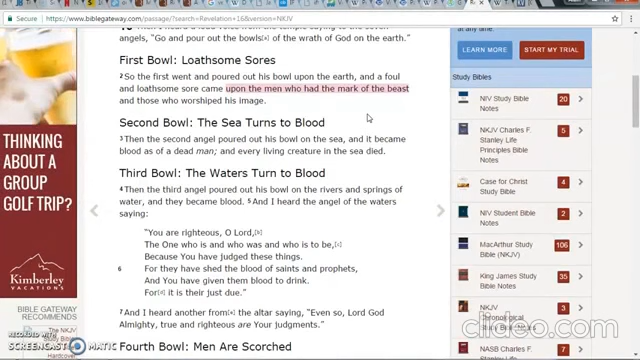 Secure
https://www.biblegateway.com/passage/?search=Revelation+16&version=NKJV
angels, "Go and pour out the bowls[a] of the wrath of God on the earth."
First Bowl: Loathsome Sores
2 So the first went and poured out his bowl upon the earth, and a foul
and loathsome sore came upon the men who had the mark of the beast
and those who worshiped his image.
Second Bowl: The Sea Turns to Blood
3 Then the second angel poured out his bowl on the sea, and it became
blood as of a dead man; and every living creature in the sea died.
Third Bowl: The Waters Turn to Blood
4 Then the third angel poured out his bowl on the rivers and springs of
water, and they became blood. 5 And I heard the angel of the waters
saying:
"You are righteous, O Lord,[b]
The One who is and who was and who is to be,[c]
Because You have judged these things.
6 For they have shed the blood of saints and prophets,
And You have given them blood to drink.
For[d] it is their just due."
7 And I heard another from[e] the altar saying, "Even so, Lord God
Almighty, true and righteous are Your judgments."
Fourth Bowl: Men Are Scorched
THINKING
ABOUT A
GROUP
GOLF TRIP?
Kimberley
VACATIONS
BIBLE GATEWAY
RECOMMENDS
The NKJV
Study Bible
Hardcover
RECORDED WITH
SCREENCAST MATIC
at any time.
LEARN MORE
START MY TRIAL
Study Bibles
NIV Study Bible
Notes
20
NKJV Charles F.
Stanley Life
Principles Bible
Notes
5
Case for Christ
Study Bible
4
NIV Student Bible
Notes
2
MacArthur Study
Bible (NKJV)
106
King James Study
Bible Notes
35
NKJV
Chronological
Study Bible Notes
3
NASB Charles F.
Stanley Life
7
clideo.com